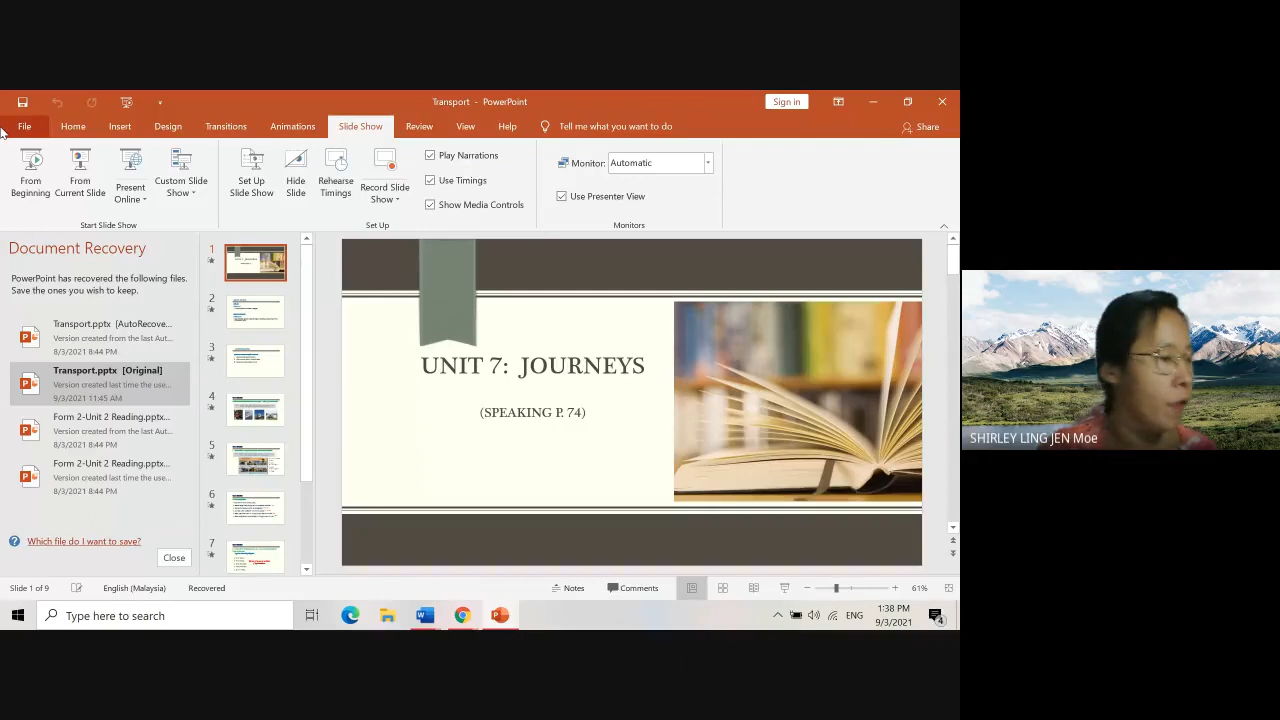 Transport - PowerPoint
Sign in
File Home Insert Design Transitions Animations Slide Show Review View Help Tell me what you want to do Share
From Beginning
From Current Slide
Present Online
Custom Slide Show
Set Up Slide Show
Hide Slide
Rehearse Timings
Record Slide Show
Play Narrations
Use Timings
Show Media Controls
Monitor: Automatic
Use Presenter View
Start Slide Show
Set Up
Monitors
Document Recovery
PowerPoint has recovered the following files.
Save the ones you wish to keep.
Transport.pptx [AutoRecove...
Version created from the last Aut...
8/3/2021 8:44 PM
Transport.pptx [Original]
Version created last time the use...
9/3/2021 11:45 AM
Form 2-Unit 2 Reading.pptx...
Version created from the last Aut...
8/3/2021 8:44 PM
Form 2-Unit 2 Reading.pptx...
Version created last time the use...
8/3/2021 8:44 PM
Which file do I want to save?
Close
1
2
3
4
5
6
7
UNIT 7: JOURNEYS
(SPEAKING P. 74)
SHIRLEY LING JEN Moe
Slide 1 of 9
English (Malaysia)
Recovered
Notes
Comments
61%
Type here to search
ENG
1:38 PM
9/3/2021
4